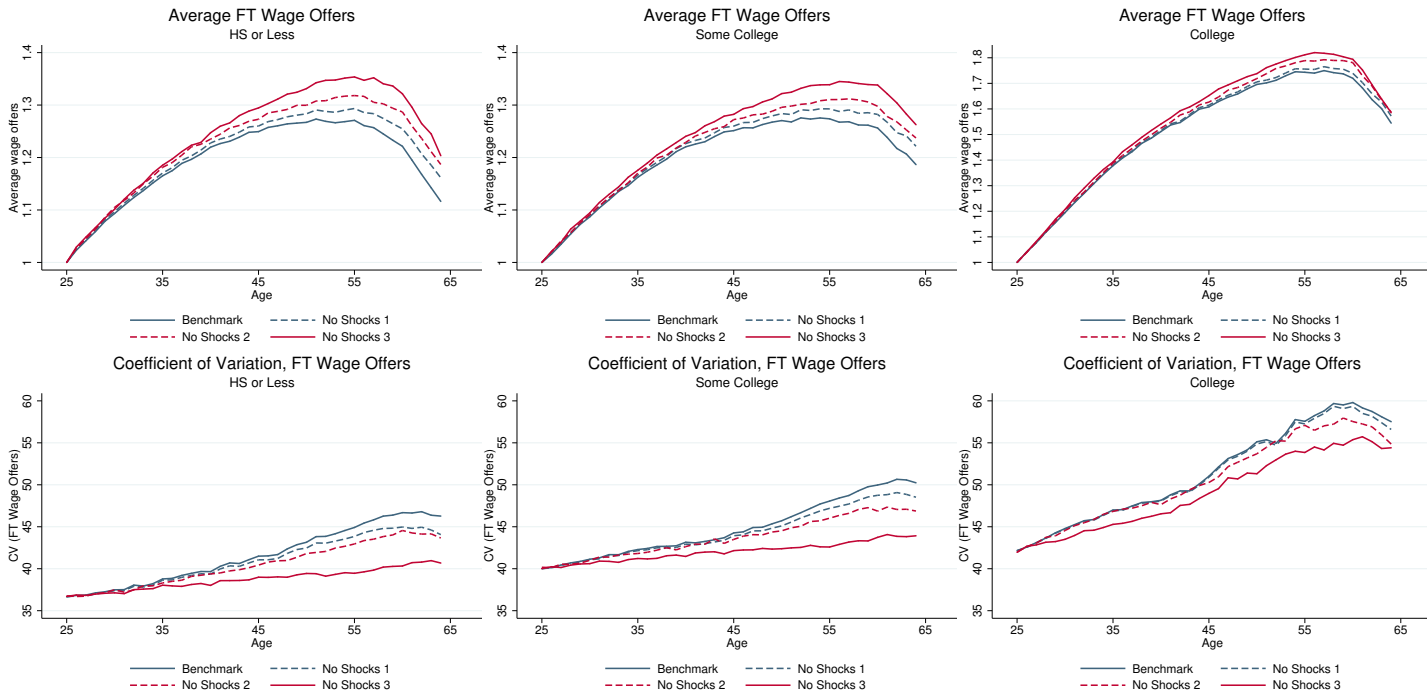 Average FT Wage Offers
HS or Less
Average wage offers
1.4
1.3
1.2
1.1
1
25 35 45 55 65
Age
Benchmark No Shocks 1
No Shocks 2 No Shocks 3
Average FT Wage Offers
Some College
Average wage offers
1.4
1.3
1.2
1.1
1
25 35 45 55 65
Age
Benchmark No Shocks 1
No Shocks 2 No Shocks 3
Average FT Wage Offers
College
Average wage offers
1.8
1.7
1.6
1.5
1.4
1.3
1.2
1.1
1
25 35 45 55 65
Age
Benchmark No Shocks 1
No Shocks 2 No Shocks 3
Coefficient of Variation, FT Wage Offers
HS or Less
CV (FT Wage Offers)
60
55
50
45
40
35
25 35 45 55 65
Age
Benchmark No Shocks 1
No Shocks 2 No Shocks 3
Coefficient of Variation, FT Wage Offers
Some College
CV (FT Wage Offers)
60
55
50
45
40
35
25 35 45 55 65
Age
Benchmark No Shocks 1
No Shocks 2 No Shocks 3
Coefficient of Variation, FT Wage Offers
College
CV (FT Wage Offers)
60
55
50
45
40
35
25 35 45 55 65
Age
Benchmark No Shocks 1
No Shocks 2 No Shocks 3